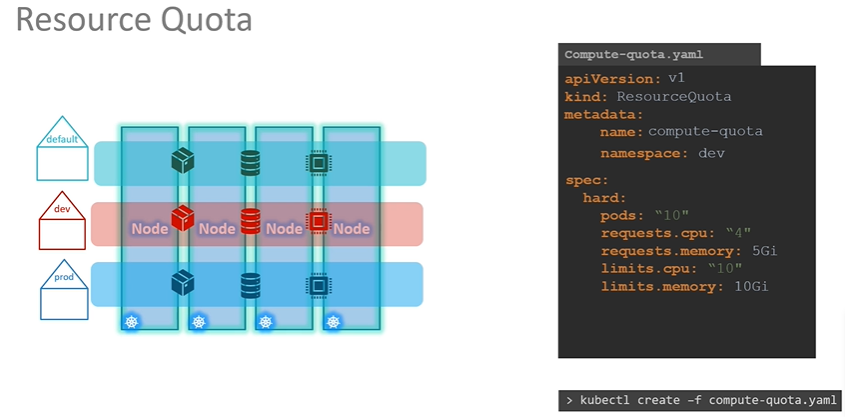 Resource Quota
default
dev
prod
Node Node Node Node
Compute-quota.yaml
apiVersion: v1
kind: ResourceQuota
metadata:
name: compute-quota
namespace: dev
spec:
hard:
pods: “10"
requests.cpu: “4"
requests.memory: 5Gi
limits.cpu: “10"
limits.memory: 10Gi
> kubectl create –f compute-quota.yaml